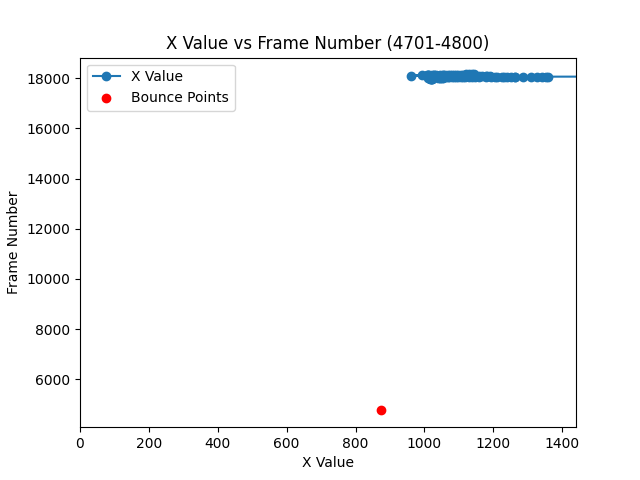 X Value vs Frame Number (4701-4800)
X Value
Bounce Points
18000
16000
14000
12000
10000
8000
6000
Frame Number
0 200 400 600 800 1000 1200 1400
X Value